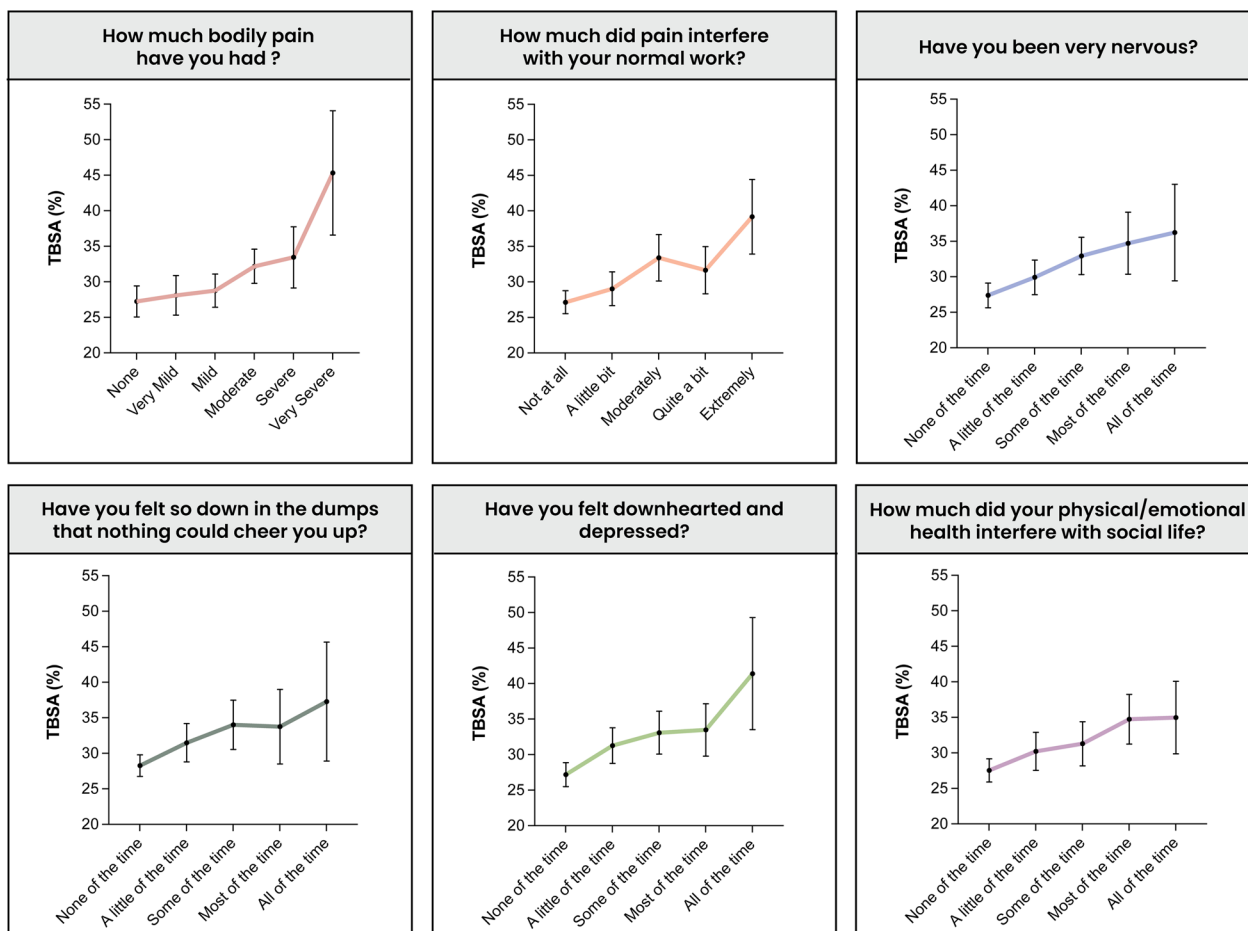 How much bodily pain
have you had ?
TBSA (%)
55
50
45
40
35
30
25
20
None
Very Mild
Mild
Moderate
Severe
Very Severe
How much did pain interfere
with your normal work?
TBSA (%)
55
50
45
40
35
30
25
20
Not at all
A little bit
Moderately
Quite a bit
Extremely
Have you been very nervous?
TBSA (%)
55
50
45
40
35
30
25
20
None of the time
A little of the time
Some of the time
Most of the time
All of the time
Have you felt so down in the dumps
that nothing could cheer you up?
TBSA (%)
55
50
45
40
35
30
25
20
None of the time
A little of the time
Some of the time
Most of the time
All of the time
Have you felt downhearted and
depressed?
TBSA (%)
55
50
45
40
35
30
25
20
None of the time
A little of the time
Some of the time
Most of the time
All of the time
How much did your physical/emotional
health interfere with social life?
TBSA (%)
55
50
45
40
35
30
25
20
None of the time
A little of the time
Some of the time
Most of the time
All of the time